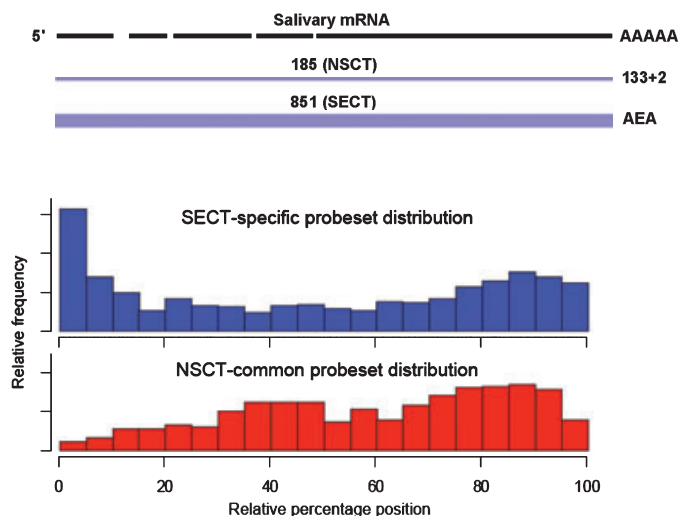 Salivary mRNA
5' AAAAA
185 (NSCT)
133+2
851 (SECT)
AEA
SECT-specific probeset distribution
Relative frequency
NSCT-common probeset distribution
0 20 40 60 80 100
Relative percentage position